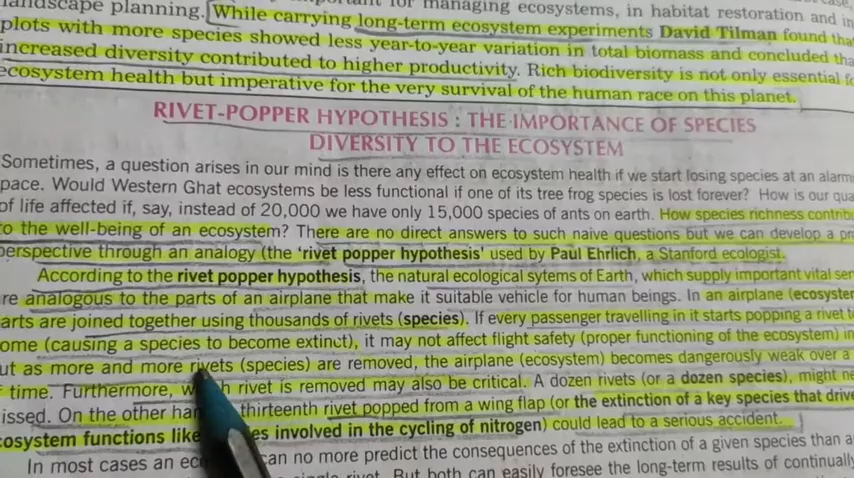 landscape planning. While carrying long-term ecosystem experiments David Tilman found that
plots with more species showed less year-to-year variation in total biomass and concluded tha
increased diversity contributed to higher productivity. Rich biodiversity is not only essential fo
ecosystem health but imperative for the very survival of the human race on this planet.
RIVET-POPPER HYPOTHESIS : THE IMPORTANCE OF SPECIES
DIVERSITY TO THE ECOSYSTEM
Sometimes, a question arises in our mind is there any effect on ecosystem health if we start losing species at an alarmi
pace. Would Western Ghat ecosystems be less functional if one of its tree frog species is lost forever? How is our qua
of life affected if, say, instead of 20,000 we have only 15,000 species of ants on earth. How species richness contrib
to the well-being of an ecosystem? There are no direct answers to such naive questions but we can develop a pr
perspective through an analogy (the 'rivet popper hypothesis' used by Paul Ehrlich, a Stanford ecologist.
According to the rivet popper hypothesis, the natural ecological sytems of Earth, which supply important vital ser
re analogous to the parts of an airplane that make it suitable vehicle for human beings. In an airplane (ecosyster
arts are joined together using thousands of rivets (species). If every passenger travelling in it starts popping a rivet t
ome (causing a species to become extinct), it may not affect flight safety (proper functioning of the ecosystem) in
ut as more and more rivets (species) are removed, the airplane (ecosystem) becomes dangerously weak over a
time. Furthermore, rivet is removed may also be critical. A dozen rivets (or a dozen species), might ne
issed. On the other thirteenth rivet popped from a wing flap (or the extinction of a key species that drive
cosystem functions like involved in the cycling of nitrogen) could lead to a serious accident.
In most cases an can no more predict the consequences of the extinction of a given species than a
rivet. But both can easily foresee the long-term results of continually